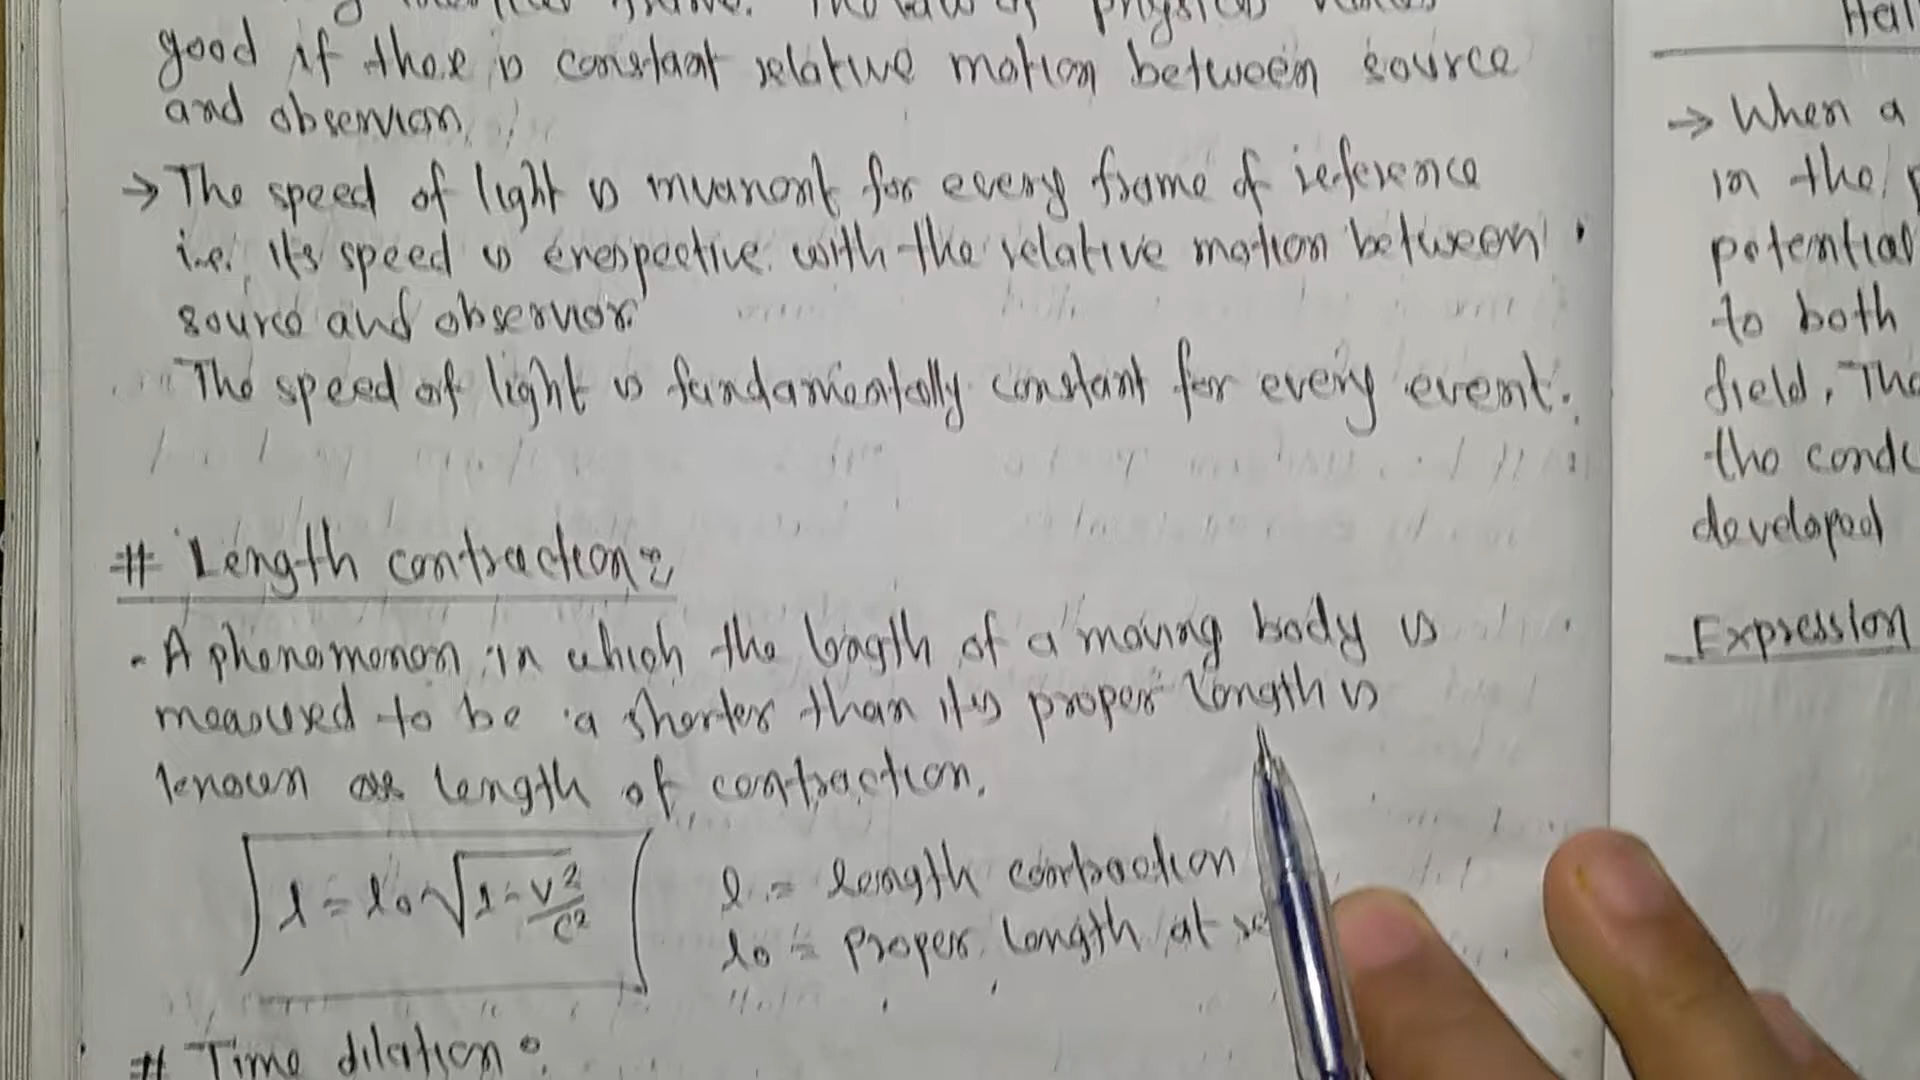 good if there is constant relative motion between source
and observer.
→ The speed of light is invariant for every frame of reference
i.e. its speed is erespective with the relative motion between
source and observer.
The speed of light is fundamentally constant for every event.
# Length contraction:
- A phenomenon in which the length of a moving body is
measured to be a shorter than its proper length is
known as length of contraction.
l = l₀ √1 - v²/c²
l = length contraction
l₀ = Proper length at
# Time dilation:
Hal
→ When a
in the
potential
to both
field. The
the condu
developed
Expression